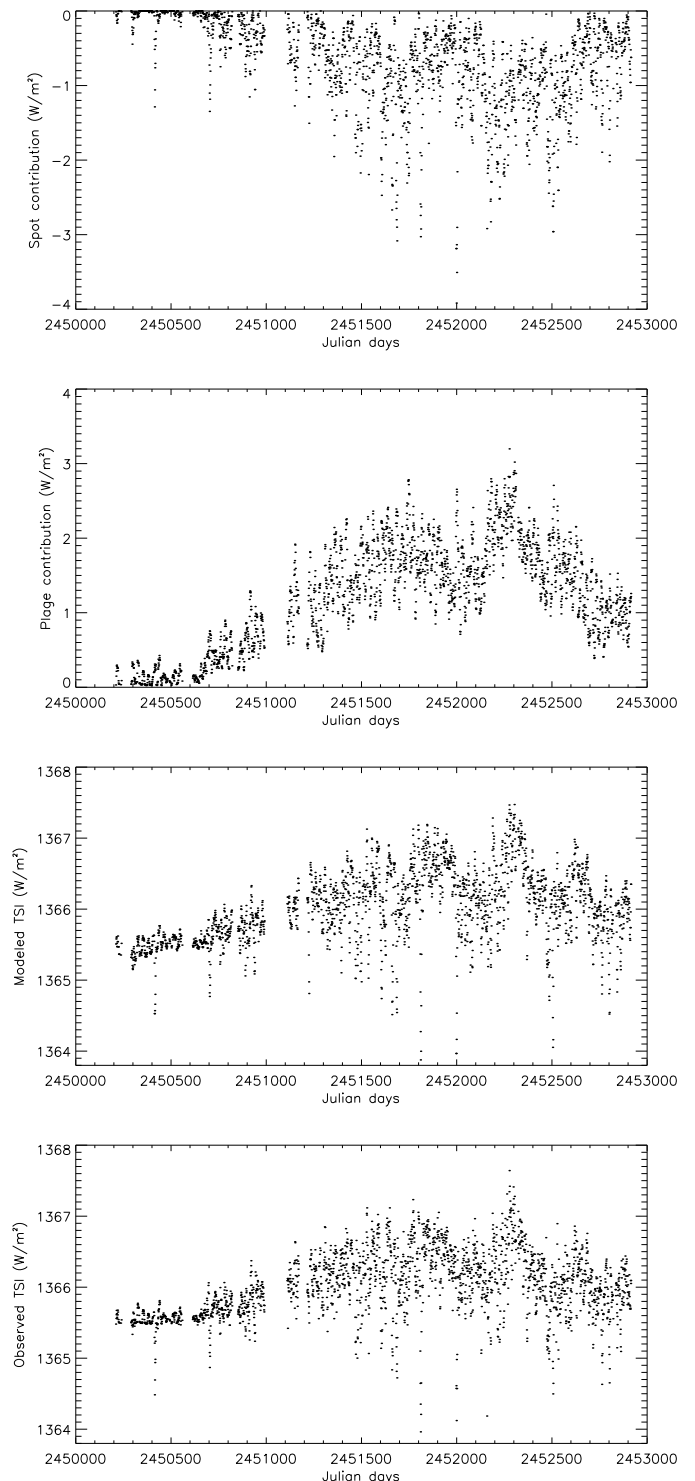 Spot contribution (W/m²)
0
−1
−2
−3
−4
2450000 2450500 2451000 2451500 2452000 2452500 2453000
Julian days
Plage contribution (W/m²)
4
3
2
1
0
2450000 2450500 2451000 2451500 2452000 2452500 2453000
Julian days
Modeled TSI (W/m²)
1368
1367
1366
1365
1364
2450000 2450500 2451000 2451500 2452000 2452500 2453000
Julian days
Observed TSI (W/m²)
1368
1367
1366
1365
1364
2450000 2450500 2451000 2451500 2452000 2452500 2453000
Julian days